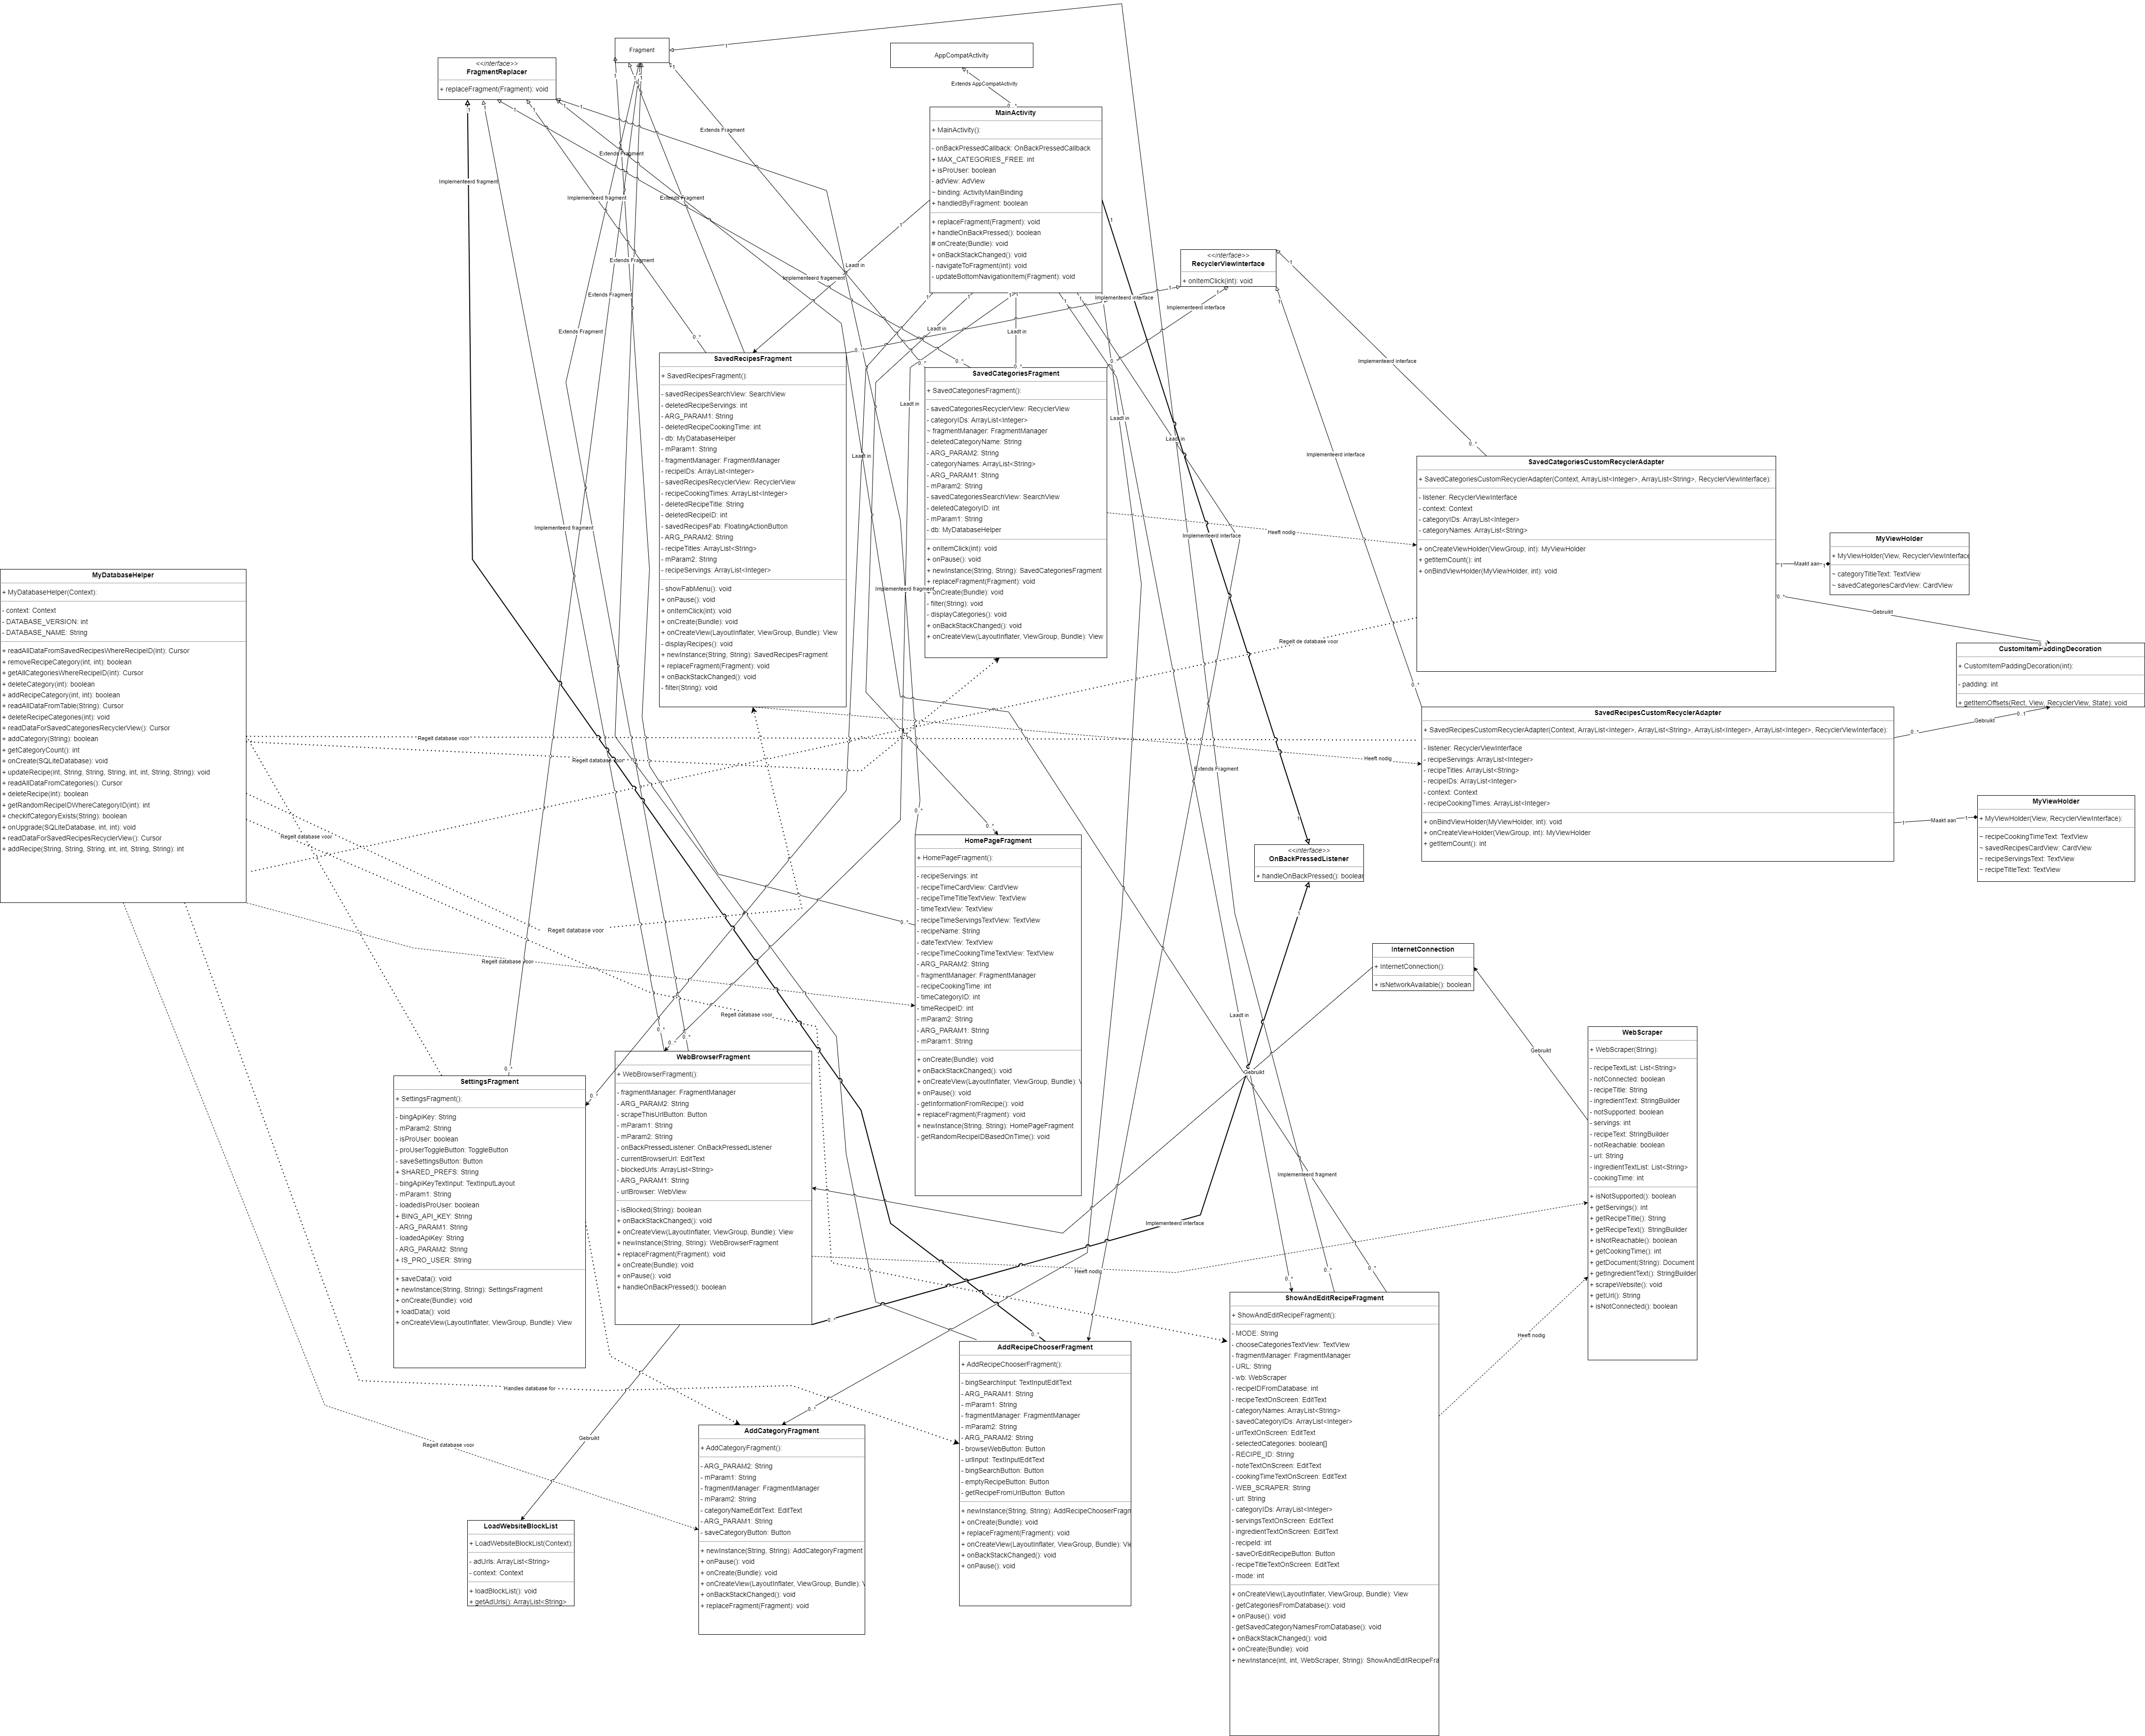 Fragment
AppCompatActivity
<<interface>>
FragmentReplacer
+ replaceFragment(Fragment): void
Extends AppCompatActivity
MainActivity
+ MainActivity():
- onBackPressedCallback: OnBackPressedCallback
+ MAX_CATEGORIES_FREE: int
+ isProUser: boolean
- adView: AdView
~ binding: ActivityMainBinding
+ handledByFragment: boolean
+ replaceFragment(Fragment): void
+ handleOnBackPressed(): boolean
# onCreate(Bundle): void
+ onBackStackChanged(): void
- navigateToFragment(int): void
- updateBottomNavigationItem(Fragment): void
<<interface>>
RecyclerViewInterface
+ onItemClick(int): void
Extends Fragment
Extends Fragment
Implementeerd fragment
Implementeerd fragment
Extends Fragment
Extends Fragment
Laadt in
Implementeerd fragement
Extends Fragment
Implementeerd interface
Implementeerd interface
Extends Fragment
Laadt in
Laadt in
Implementeerd interface
SavedRecipesFragment
+ SavedRecipesFragment():
- savedRecipesSearchView: SearchView
- deletedRecipeServings: int
- ARG_PARAM1: String
- deletedRecipeCookingTime: int
- db: MyDatabaseHelper
- mParam1: String
- fragmentManager: FragmentManager
- recipeIDs: ArrayList<Integer>
- savedRecipesRecyclerView: RecyclerView
- recipeCookingTimes: ArrayList<Integer>
- deletedRecipeTitle: String
- deletedRecipeID: int
- savedRecipesFab: FloatingActionButton
- ARG_PARAM2: String
- recipeTitles: ArrayList<String>
- mParam2: String
- recipeServings: ArrayList<Integer>
- showFabMenu(): void
+ onPause(): void
+ onItemClick(int): void
+ onCreate(Bundle): void
+ onCreateView(LayoutInflater, ViewGroup, Bundle): View
- displayRecipes(): void
+ newInstance(String, String): SavedRecipesFragment
+ replaceFragment(Fragment): void
+ onBackStackChanged(): void
- filter(String): void
SavedCategoriesFragment
+ SavedCategoriesFragment():
- savedCategoriesRecyclerView: RecyclerView
- categoryIDs: ArrayList<Integer>
~ fragmentManager: FragmentManager
- deletedCategoryName: String
- ARG_PARAM2: String
- categoryNames: ArrayList<String>
- ARG_PARAM1: String
- mParam2: String
- savedCategoriesSearchView: SearchView
- deletedCategoryID: int
- mParam1: String
- db: MyDatabaseHelper
+ onItemClick(int): void
+ onPause(): void
+ newInstance(String, String): SavedCategoriesFragment
+ replaceFragment(Fragment): void
+ onCreate(Bundle): void
- filter(String): void
- displayCategories(): void
+ onBackStackChanged(): void
+ onCreateView(LayoutInflater, ViewGroup, Bundle): View
Laadt in
Laadt in
Laadt in
Laadt in
Implementeerd interface
Heeft nodig
Implementeerd interface
Implementeerd fragment
Implementeerd fragment
Regelt de database voor
SavedCategoriesCustomRecyclerAdapter
+ SavedCategoriesCustomRecyclerAdapter(Context, ArrayList<Integer>, ArrayList<String>, RecyclerViewInterface):
- listener: RecyclerViewInterface
- context: Context
- categoryIDs: ArrayList<Integer>
- categoryNames: ArrayList<String>
+ onCreateViewHolder(ViewGroup, int): MyViewHolder
+ getItemCount(): int
+ onBindViewHolder(MyViewHolder, int): void
Maakt aan
MyViewHolder
+ MyViewHolder(View, RecyclerViewInterface
~ categoryTitleText: TextView
~ savedCategoriesCardView: CardView
Gebruikt
CustomItemPaddingDecoration
+ CustomItemPaddingDecoration(int):
- padding: int
+ getItemOffsets(Rect, View, RecyclerView, State): void
Gebruikt
SavedRecipesCustomRecyclerAdapter
+ SavedRecipesCustomRecyclerAdapter(Context, ArrayList<Integer>, ArrayList<String>, ArrayList<Integer>, ArrayList<Integer>, RecyclerViewInterface):
- listener: RecyclerViewInterface
- recipeServings: ArrayList<Integer>
- recipeTitles: ArrayList<String>
- recipeIDs: ArrayList<Integer>
- context: Context
- recipeCookingTimes: ArrayList<Integer>
+ onBindViewHolder(MyViewHolder, int): void
+ onCreateViewHolder(ViewGroup, int): MyViewHolder
+ getItemCount(): int
Maakt aan
MyViewHolder
+ MyViewHolder(View, RecyclerViewInterface):
~ recipeCookingTimeText: TextView
~ savedRecipesCardView: CardView
~ recipeServingsText: TextView
~ recipeTitleText: TextView
MyDatabaseHelper
+ MyDatabaseHelper(Context):
- context: Context
- DATABASE_VERSION: int
- DATABASE_NAME: String
+ readAllDataFromSavedRecipesWhereRecipeID(int): Cursor
+ removeRecipeCategory(int, int): boolean
+ getAllCategoriesWhereRecipeID(int): Cursor
+ deleteCategory(int): boolean
+ addRecipeCategory(int, int): boolean
+ readAllDataFromTable(String): Cursor
+ deleteRecipeCategories(int): void
+ readDataForSavedCategoriesRecyclerView(): Cursor
+ addCategory(String): boolean
+ getCategoryCount(): int
+ onCreate(SQLiteDatabase): void
+ updateRecipe(int, String, String, String, int, int, String, String): void
+ readAllDataFromCategories(): Cursor
+ deleteRecipe(int): boolean
+ getRandomRecipeIDWhereCategoryID(int): int
+ checkIfCategoryExists(String): boolean
+ onUpgrade(SQLiteDatabase, int, int): void
+ readDataForSavedRecipesRecyclerView(): Cursor
+ addRecipe(String, String, String, int, int, String, String): int
Regelt database voor
Regelt database voor
Heeft nodig
Extends Fragment
Regelt database voor
Regelt database voor
Regelt database voor
Regelt database voor
Laadt in
HomePageFragment
+ HomePageFragment():
- recipeServings: int
- recipeTimeCardView: CardView
- recipeTimeTitleTextView: TextView
- timeTextView: TextView
- recipeTimeServingsTextView: TextView
- recipeName: String
- dateTextView: TextView
- recipeTimeCookingTimeTextView: TextView
- ARG_PARAM2: String
- fragmentManager: FragmentManager
- recipeCookingTime: int
- timeCategoryID: int
- timeRecipeID: int
- mParam2: String
- ARG_PARAM1: String
- mParam1: String
+ onCreate(Bundle): void
+ onBackStackChanged(): void
+ onCreateView(LayoutInflater, ViewGroup, Bundle): V
+ onPause(): void
- getInformationFromRecipe(): void
+ replaceFragment(Fragment): void
+ newInstance(String, String): HomePageFragment
- getRandomRecipeIDBasedOnTime(): void
<<interface>>
OnBackPressedListener
+ handleOnBackPressed(): boolean
InternetConnection
+ InternetConnection():
+ isNetworkAvailable(): boolean
Gebruikt
Gebruikt
WebScraper
+ WebScraper(String):
- recipeTextList: List<String>
- notConnected: boolean
- recipeTitle: String
- ingredientText: StringBuilder
- notSupported: boolean
- servings: int
- recipeText: StringBuilder
- notReachable: boolean
- url: String
- ingredientTextList: List<String>
- cookingTime: int
+ isNotSupported(): boolean
+ getServings(): int
+ getRecipeTitle(): String
+ getRecipeText(): StringBuilder
+ isNotReachable(): boolean
+ getCookingTime(): int
+ getDocument(String): Document
+ getIngredientText(): StringBuilder
+ scrapeWebsite(): void
+ getUrl(): String
+ isNotConnected(): boolean
SettingsFragment
+ SettingsFragment():
- bingApiKey: String
- mParam2: String
- isProUser: boolean
- proUserToggleButton: ToggleButton
- saveSettingsButton: Button
+ SHARED_PREFS: String
- bingApiKeyTextInput: TextInputLayout
- mParam1: String
- loadedIsProUser: boolean
+ BING_API_KEY: String
- ARG_PARAM1: String
- loadedApiKey: String
- ARG_PARAM2: String
+ IS_PRO_USER: String
+ saveData(): void
+ newInstance(String, String): SettingsFragment
+ onCreate(Bundle): void
+ loadData(): void
+ onCreateView(LayoutInflater, ViewGroup, Bundle): View
WebBrowserFragment
+ WebBrowserFragment():
- fragmentManager: FragmentManager
- ARG_PARAM2: String
- scrapeThisUrlButton: Button
- mParam1: String
- mParam2: String
- onBackPressedListener: OnBackPressedListener
- currentBrowserUrl: EditText
- blockedUrls: ArrayList<String>
- ARG_PARAM1: String
- urlBrowser: WebView
- isBlocked(String): boolean
+ onBackStackChanged(): void
+ onCreateView(LayoutInflater, ViewGroup, Bundle): View
+ newInstance(String, String): WebBrowserFragment
+ replaceFragment(Fragment): void
+ onCreate(Bundle): void
+ onPause(): void
+ handleOnBackPressed(): boolean
Implementeerd fragment
Implementeerd interface
Heeft nodig
Heeft nodig
Handles database for
Gebruikt
Regelt database voor
ShowAndEditRecipeFragment
+ ShowAndEditRecipeFragment():
- MODE: String
- chooseCategoriesTextView: TextView
- fragmentManager: FragmentManager
- URL: String
- wb: WebScraper
- recipeIDFromDatabase: int
- recipeTextOnScreen: EditText
- categoryNames: ArrayList<String>
- savedCategoryIDs: ArrayList<Integer>
- urlTextOnScreen: EditText
- selectedCategories: boolean[]
- RECIPE_ID: String
- noteTextOnScreen: EditText
- cookingTimeTextOnScreen: EditText
- WEB_SCRAPER: String
- url: String
- categoryIDs: ArrayList<Integer>
- servingsTextOnScreen: EditText
- ingredientTextOnScreen: EditText
- recipeId: int
- saveOrEditRecipeButton: Button
- recipeTitleTextOnScreen: EditText
- mode: int
+ onCreateView(LayoutInflater, ViewGroup, Bundle): View
- getCategoriesFromDatabase(): void
+ onPause(): void
- getSavedCategoryNamesFromDatabase(): void
+ onBackStackChanged(): void
+ onCreate(Bundle): void
+ newInstance(int, int, WebScraper, String): ShowAndEditRecipeFra
AddRecipeChooserFragment
+ AddRecipeChooserFragment():
- bingSearchInput: TextInputEditText
- ARG_PARAM1: String
- mParam1: String
- fragmentManager: FragmentManager
- mParam2: String
- ARG_PARAM2: String
- browseWebButton: Button
- urlInput: TextInputEditText
- bingSearchButton: Button
- emptyRecipeButton: Button
- getRecipeFromUrlButton: Button
+ newInstance(String, String): AddRecipeChooserFragn
+ onCreate(Bundle): void
+ replaceFragment(Fragment): void
+ onCreateView(LayoutInflater, ViewGroup, Bundle): Vie
+ onBackStackChanged(): void
+ onPause(): void
AddCategoryFragment
+ AddCategoryFragment():
- ARG_PARAM2: String
- mParam1: String
- fragmentManager: FragmentManager
- mParam2: String
- categoryNameEditText: EditText
- ARG_PARAM1: String
- saveCategoryButton: Button
+ newInstance(String, String): AddCategoryFragment
+ onPause(): void
+ onCreate(Bundle): void
+ onCreateView(LayoutInflater, ViewGroup, Bundle): V
+ onBackStackChanged(): void
+ replaceFragment(Fragment): void
LoadWebsiteBlockList
+ LoadWebsiteBlockList(Context):
- adUrls: ArrayList<String>
- context: Context
+ loadBlockList(): void
+ getAdUrls(): ArrayList<String>